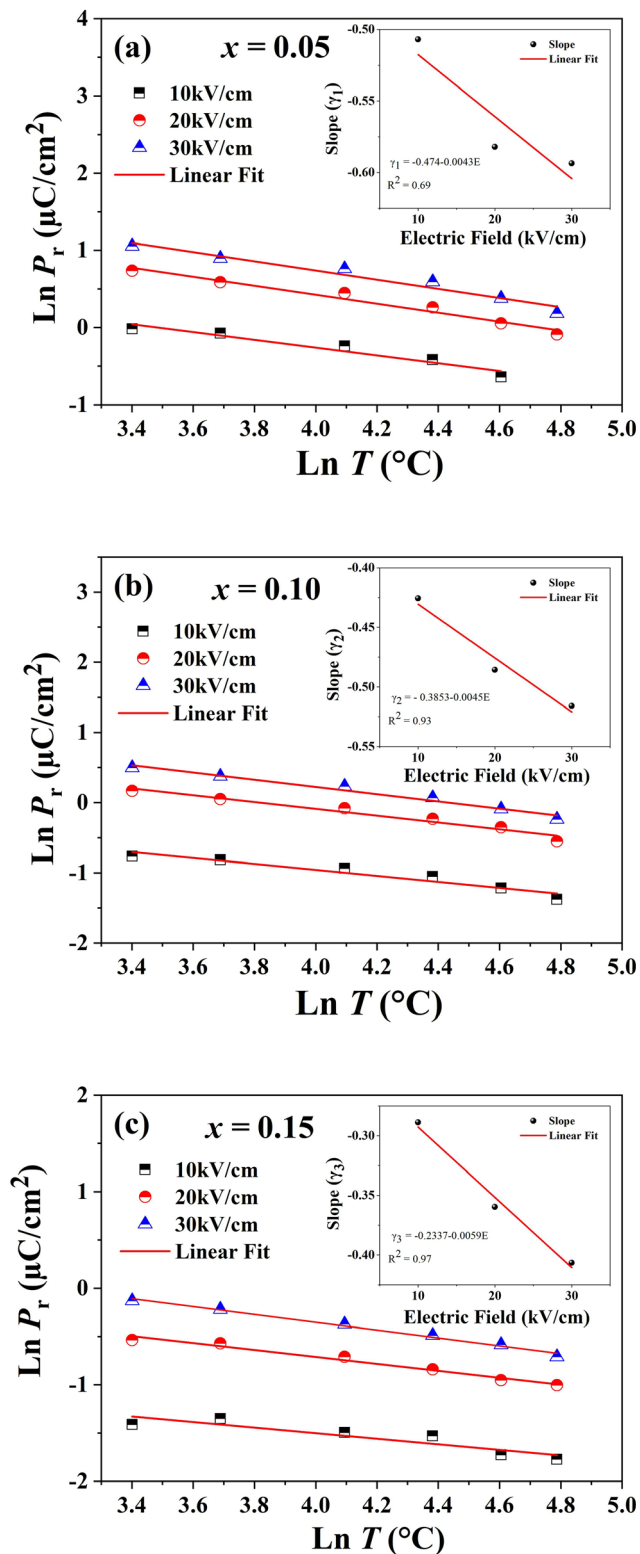 (a) x = 0.05
10kV/cm
20kV/cm
30kV/cm
Linear Fit
Ln Pr (μC/cm²)
4
3
2
1
0
-1
3.4 3.6 3.8 4.0 4.2 4.4 4.6 4.8 5.0
Ln T (°C)
Slope (γ₁)
-0.50
-0.55
-0.60
Slope
Linear Fit
γ₁ = -0.474-0.0043E
R² = 0.69
10 20 30
Electric Field (kV/cm)
(b) x = 0.10
10kV/cm
20kV/cm
30kV/cm
Linear Fit
Ln Pr (μC/cm²)
3
2
1
0
-1
-2
3.4 3.6 3.8 4.0 4.2 4.4 4.6 4.8 5.0
Ln T (°C)
Slope (γ₂)
-0.40
-0.45
-0.50
-0.55
Slope
Linear Fit
γ₂ = - 0.3853-0.0045E
R² = 0.93
10 20 30
Electric Field (kV/cm)
(c) x = 0.15
10kV/cm
20kV/cm
30kV/cm
Linear Fit
Ln Pr (μC/cm²)
2
1
0
-1
-2
3.4 3.6 3.8 4.0 4.2 4.4 4.6 4.8 5.0
Ln T (°C)
Slope (γ₃)
-0.30
-0.35
-0.40
Slope
Linear Fit
γ₃ = -0.2337-0.0059E
R² = 0.97
10 20 30
Electric Field (kV/cm)